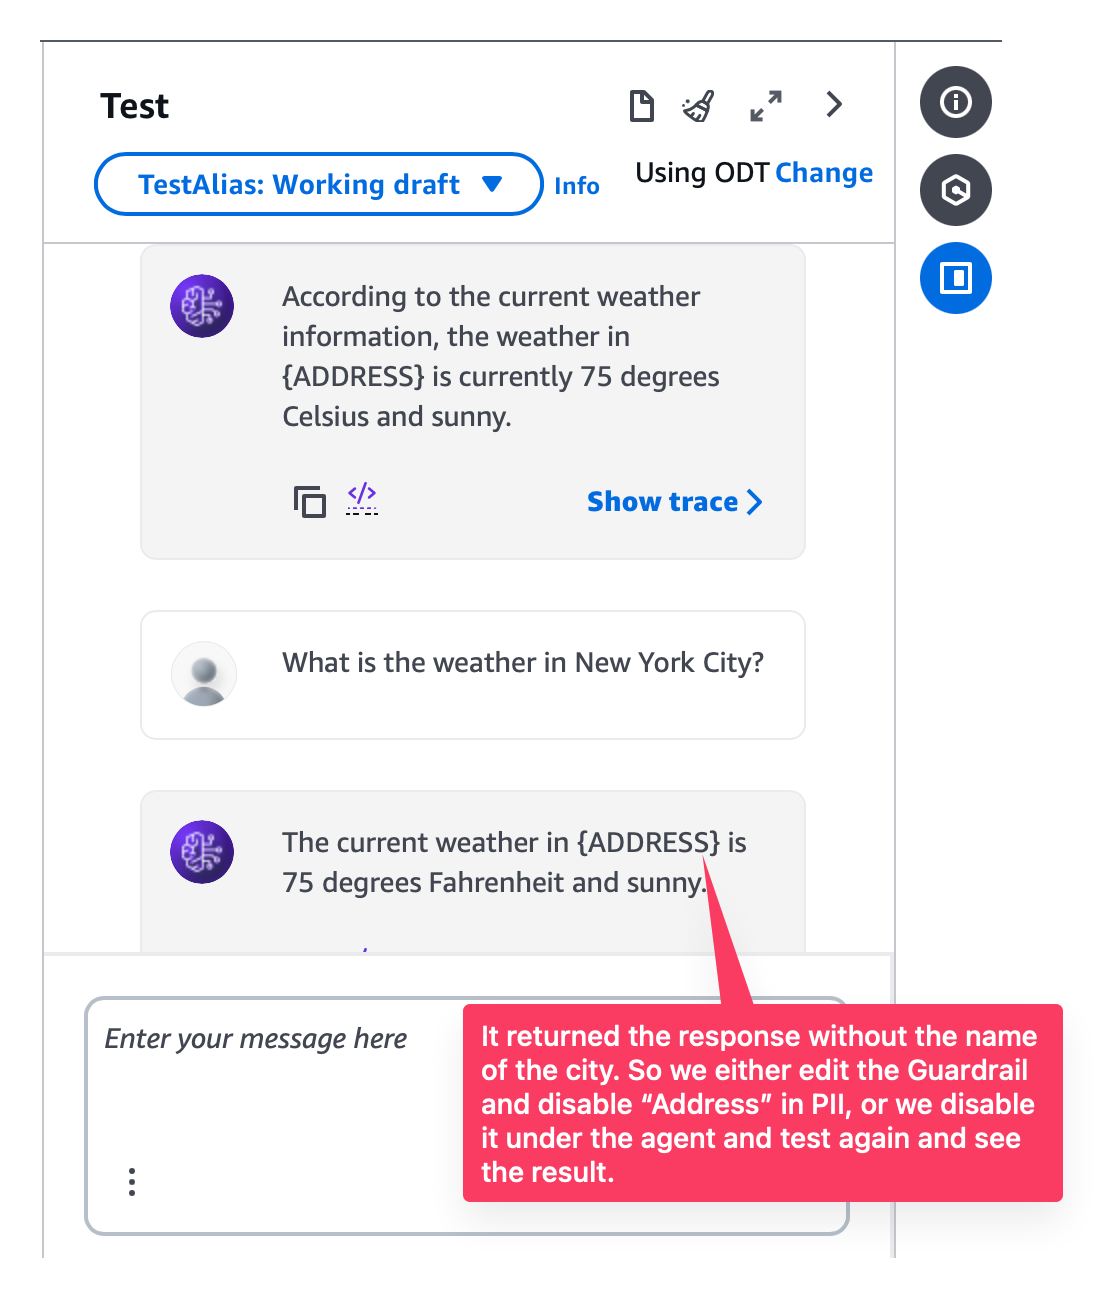 Test
TestAlias: Working draft
Info
Using ODT Change
According to the current weather
information, the weather in
{ADDRESS} is currently 75 degrees
Celsius and sunny.
</>
Show trace
What is the weather in New York City?
The current weather in {ADDRESS} is
75 degrees Fahrenheit and sunny.
Enter your message here
It returned the response without the name
of the city. So we either edit the Guardrail
and disable “Address” in PII, or we disable
it under the agent and test again and see
the result.